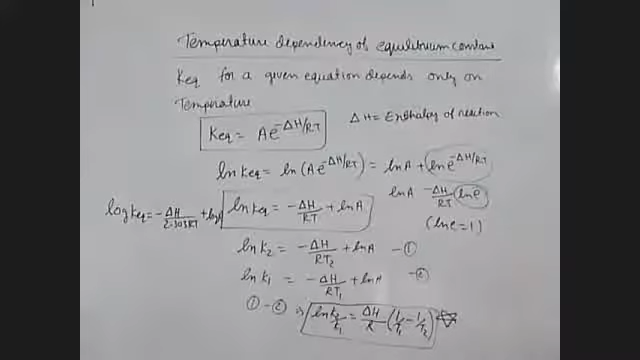 Temperature dependency of equilibrium constant
Keq for a given equation depends only on
Temperature
Keq = Ae^-ΔH/RT    ΔH = Enthalpy of reaction
ln Keq = ln (Ae^-ΔH/RT) = ln A + ln e^-ΔH/RT
ln A -ΔH/RT ln e
log Keq = -ΔH/2.303RT + log A    ln Keq = -ΔH/RT + ln A
(ln e = 1)
ln K₂ = -ΔH/RT₂ + ln A — ①
ln K₁ = -ΔH/RT₁ + ln A — ②
① - ② ⇒ ln K₂/K₁ = ΔH/R (1/T₁ - 1/T₂)